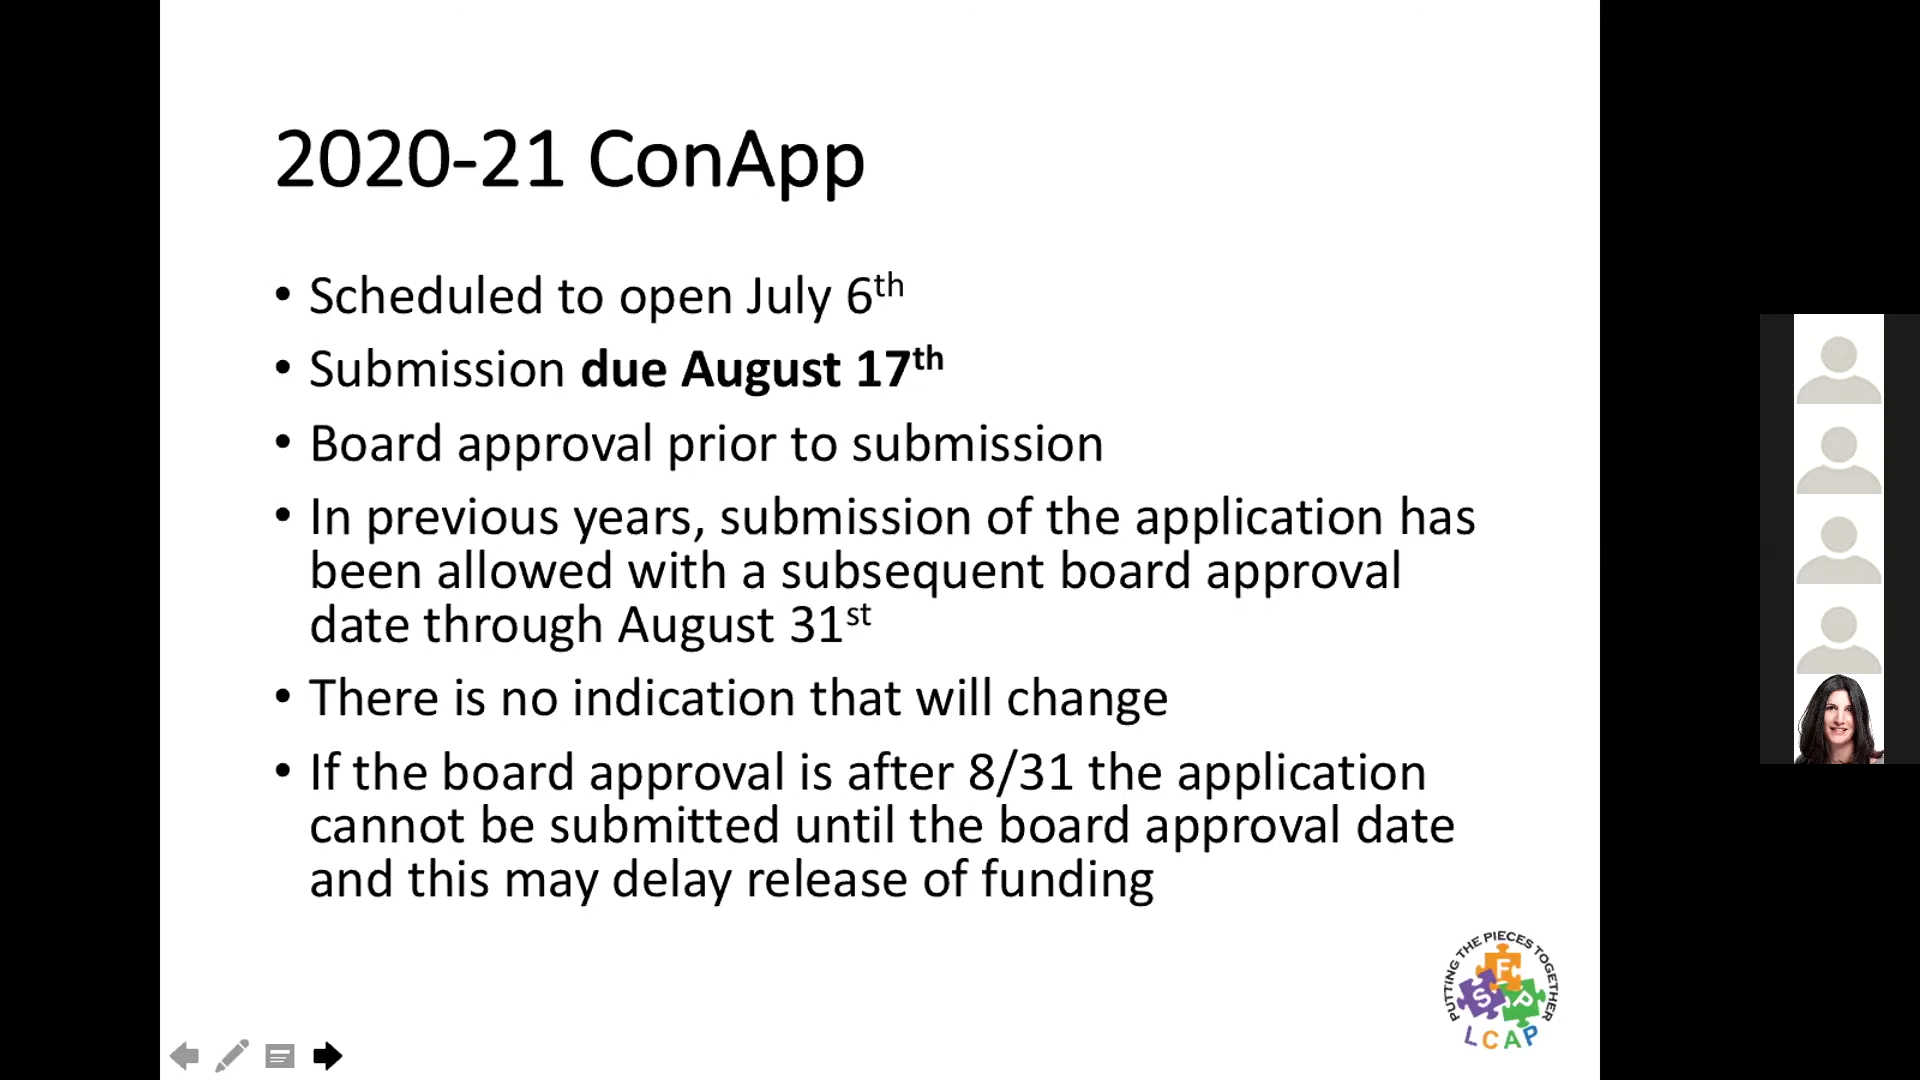 2020-21 ConApp
• Scheduled to open July 6th
• Submission due August 17th
• Board approval prior to submission
• In previous years, submission of the application has
been allowed with a subsequent board approval
date through August 31st
• There is no indication that will change
• If the board approval is after 8/31 the application
cannot be submitted until the board approval date
and this may delay release of funding
PUTTING THE PIECES TOGETHER
F
S P
LCAP